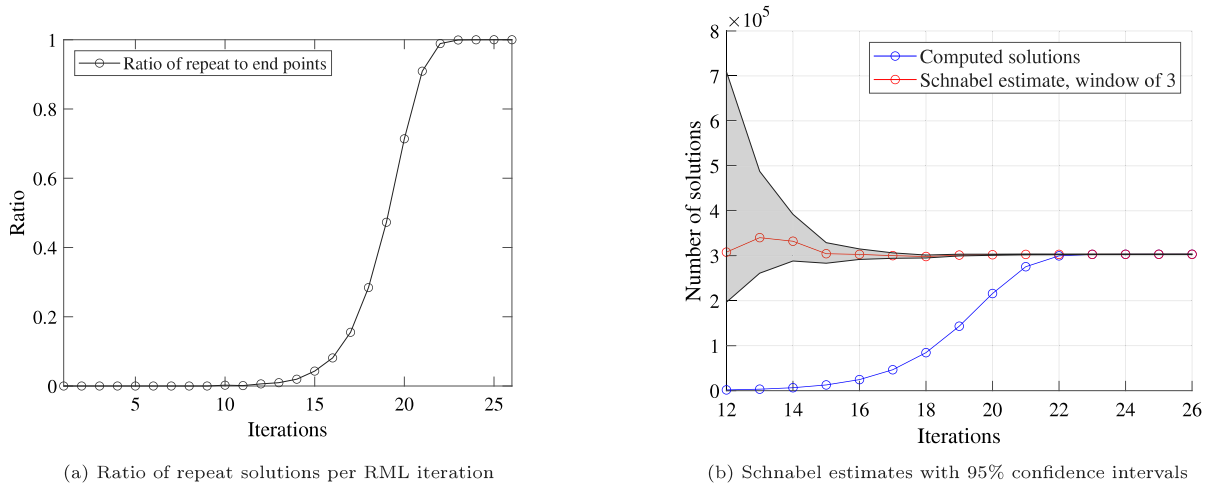 Ratio of repeat to end points
1
0.8
0.6
0.4
0.2
0
Ratio
5 10 15 20 25
Iterations
(a) Ratio of repeat solutions per RML iteration
×10⁵
Computed solutions
Schnabel estimate, window of 3
8
7
6
5
4
3
2
1
0
Number of solutions
12 14 16 18 20 22 24 26
Iterations
(b) Schnabel estimates with 95% confidence intervals